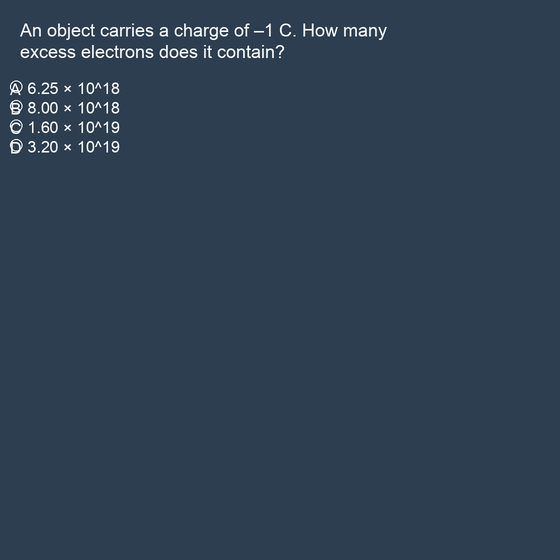 An object carries a charge of –1 C. How many
excess electrons does it contain?
A 6.25 × 10^18
B 8.00 × 10^18
C 1.60 × 10^19
D 3.20 × 10^19